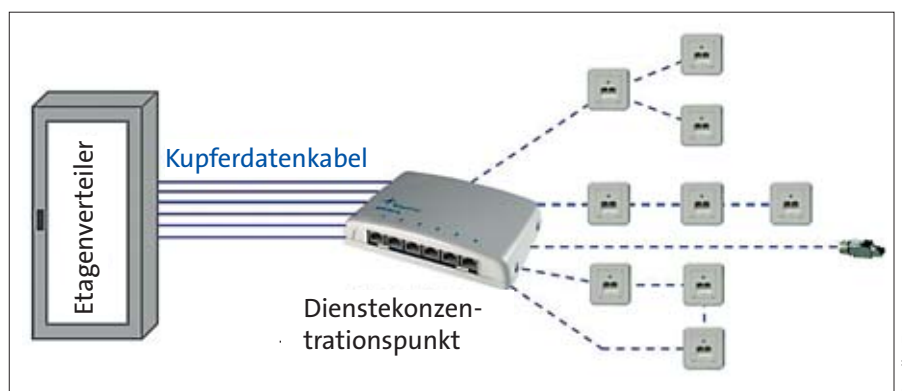 Etagenverteiler
Kupferdatenkabel
Dienstekonzen-
trationspunkt